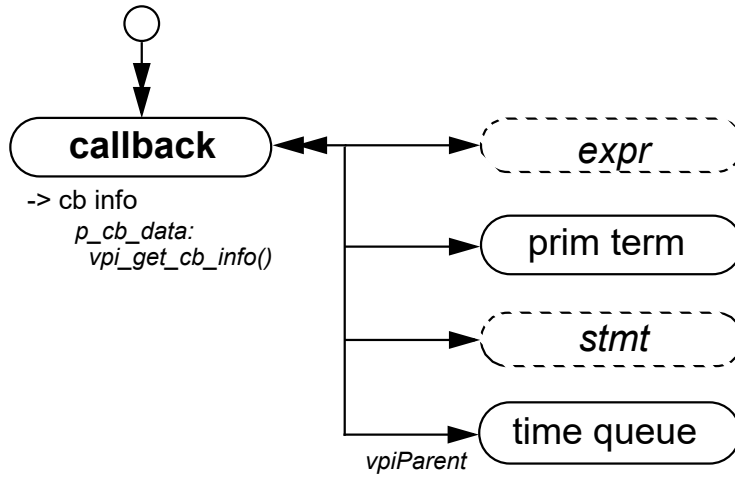 callback
expr
-> cb info
p_cb_data:
vpi_get_cb_info()
prim term
stmt
time queue
vpiParent